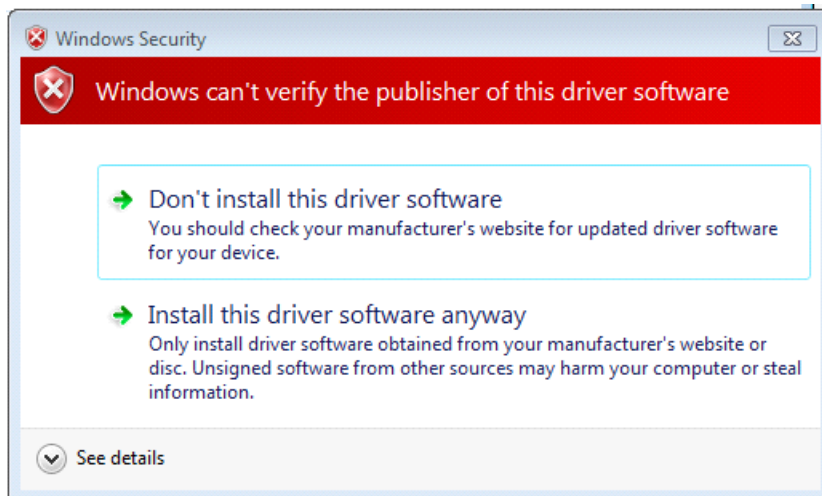 Windows Security
Windows can't verify the publisher of this driver software
Don't install this driver software
You should check your manufacturer's website for updated driver software
for your device.
Install this driver software anyway
Only install driver software obtained from your manufacturer's website or
disc. Unsigned software from other sources may harm your computer or steal
information.
See details